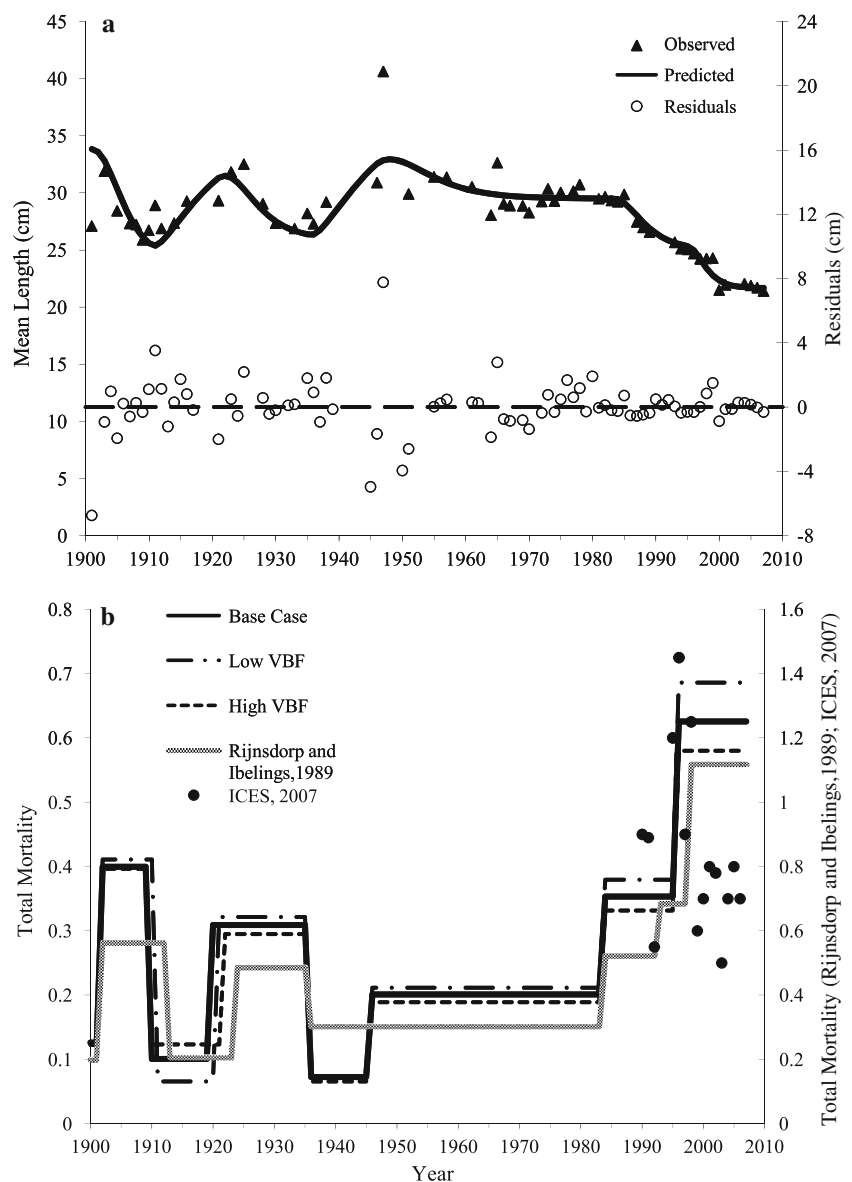 a
45
40
35
30
25
20
15
10
5
0
Mean Length (cm)
24
20
16
12
8
4
0
-4
-8
Residuals (cm)
Observed
Predicted
Residuals
1900 1910 1920 1930 1940 1950 1960 1970 1980 1990 2000 2010
b
0.8
0.7
0.6
0.5
0.4
0.3
0.2
0.1
0
Total Mortality
1.6
1.4
1.2
1
0.8
0.6
0.4
0.2
0
Total Mortality (Rijnsdorp and Ibelings,1989; ICES, 2007)
Base Case
Low VBF
High VBF
Rijnsdorp and
Ibelings,1989
ICES, 2007
1900 1910 1920 1930 1940 1950 1960 1970 1980 1990 2000 2010
Year